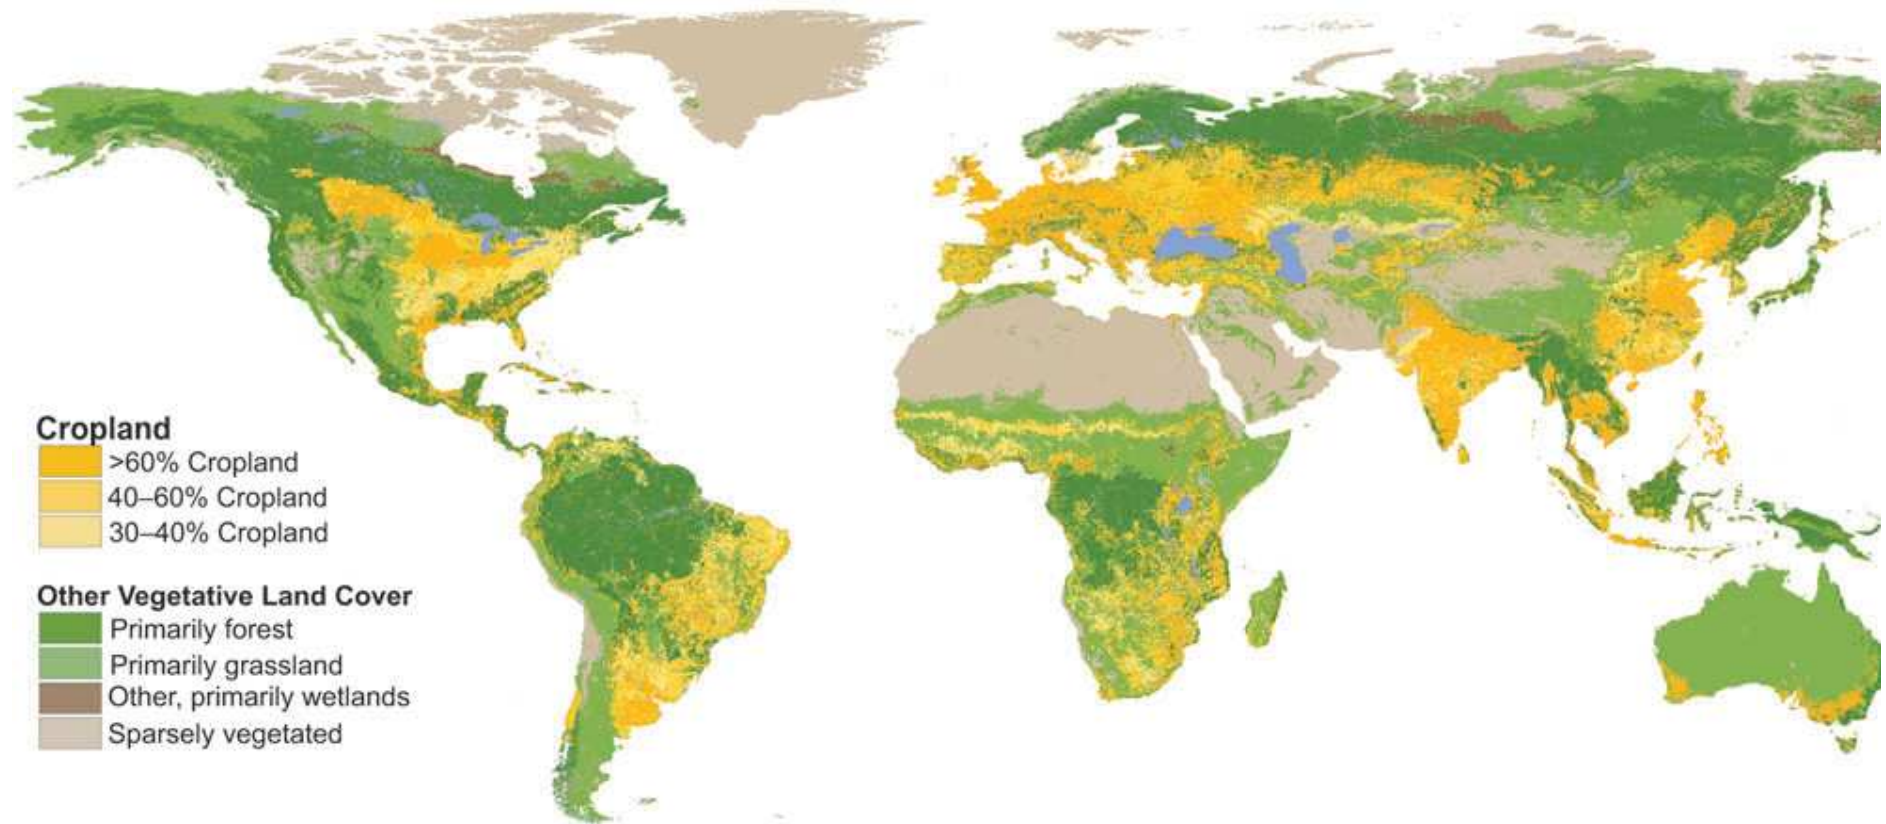 Cropland
>60% Cropland
40–60% Cropland
30–40% Cropland
Other Vegetative Land Cover
Primarily forest
Primarily grassland
Other, primarily wetlands
Sparsely vegetated